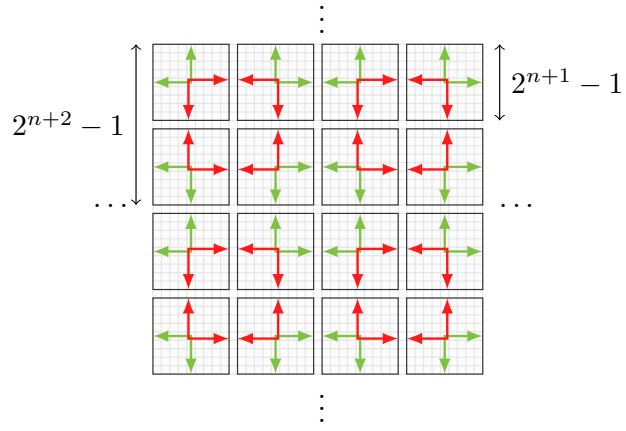 ⋮
2^{n+2} − 1
2^{n+1} − 1
… …
⋮